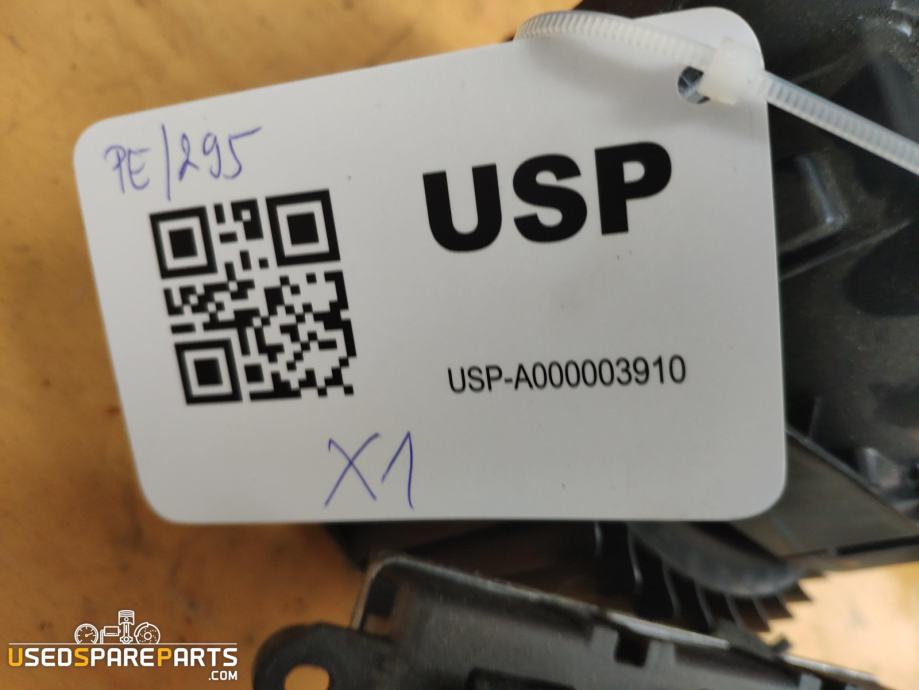 PE/295
USP
USP-A000003910
X1
USEDSPAREPARTS
.COM